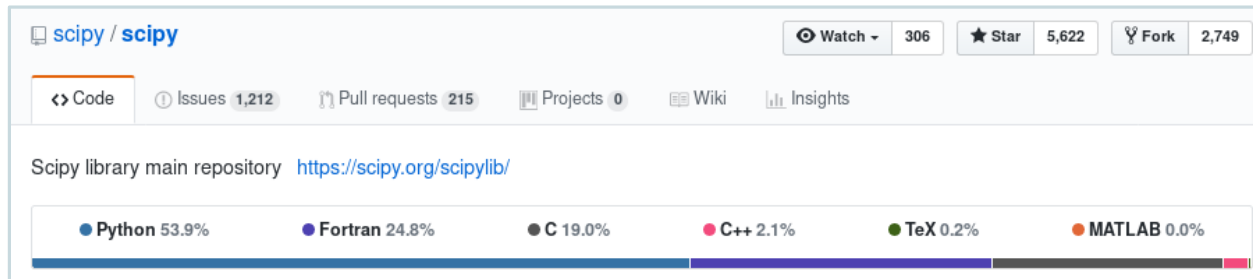 scipy / scipy Watch 306 Star 5,622 Fork 2,749
Code Issues 1,212 Pull requests 215 Projects 0 Wiki Insights
Scipy library main repository https://scipy.org/scipylib/
Python 53.9% Fortran 24.8% C 19.0% C++ 2.1% TeX 0.2% MATLAB 0.0%